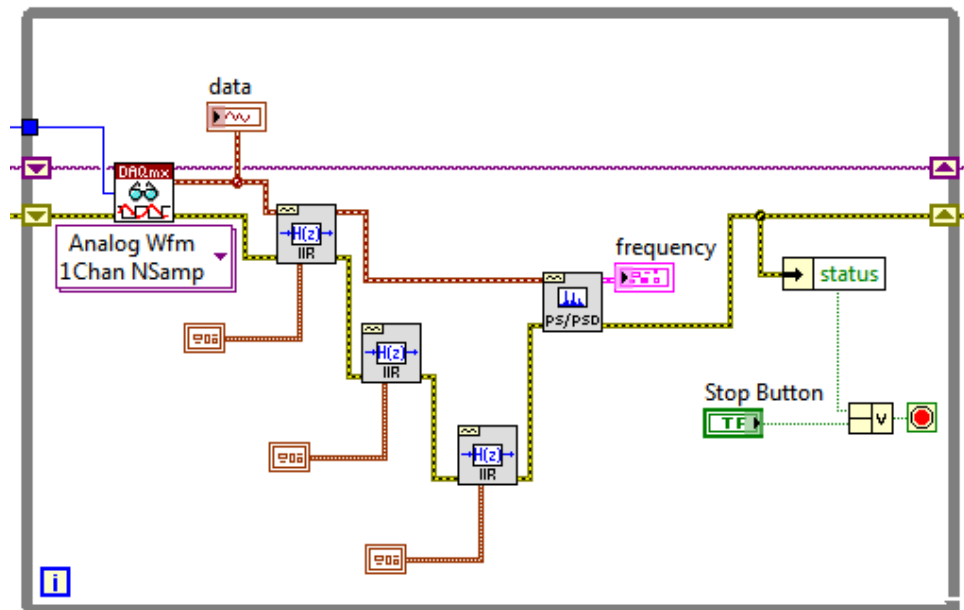 data
DAQmx
Analog Wfm
1Chan NSamp
H(z)
IIR
frequency
PS/PSD
status
H(z)
IIR
Stop Button
TF
V
H(z)
IIR
i